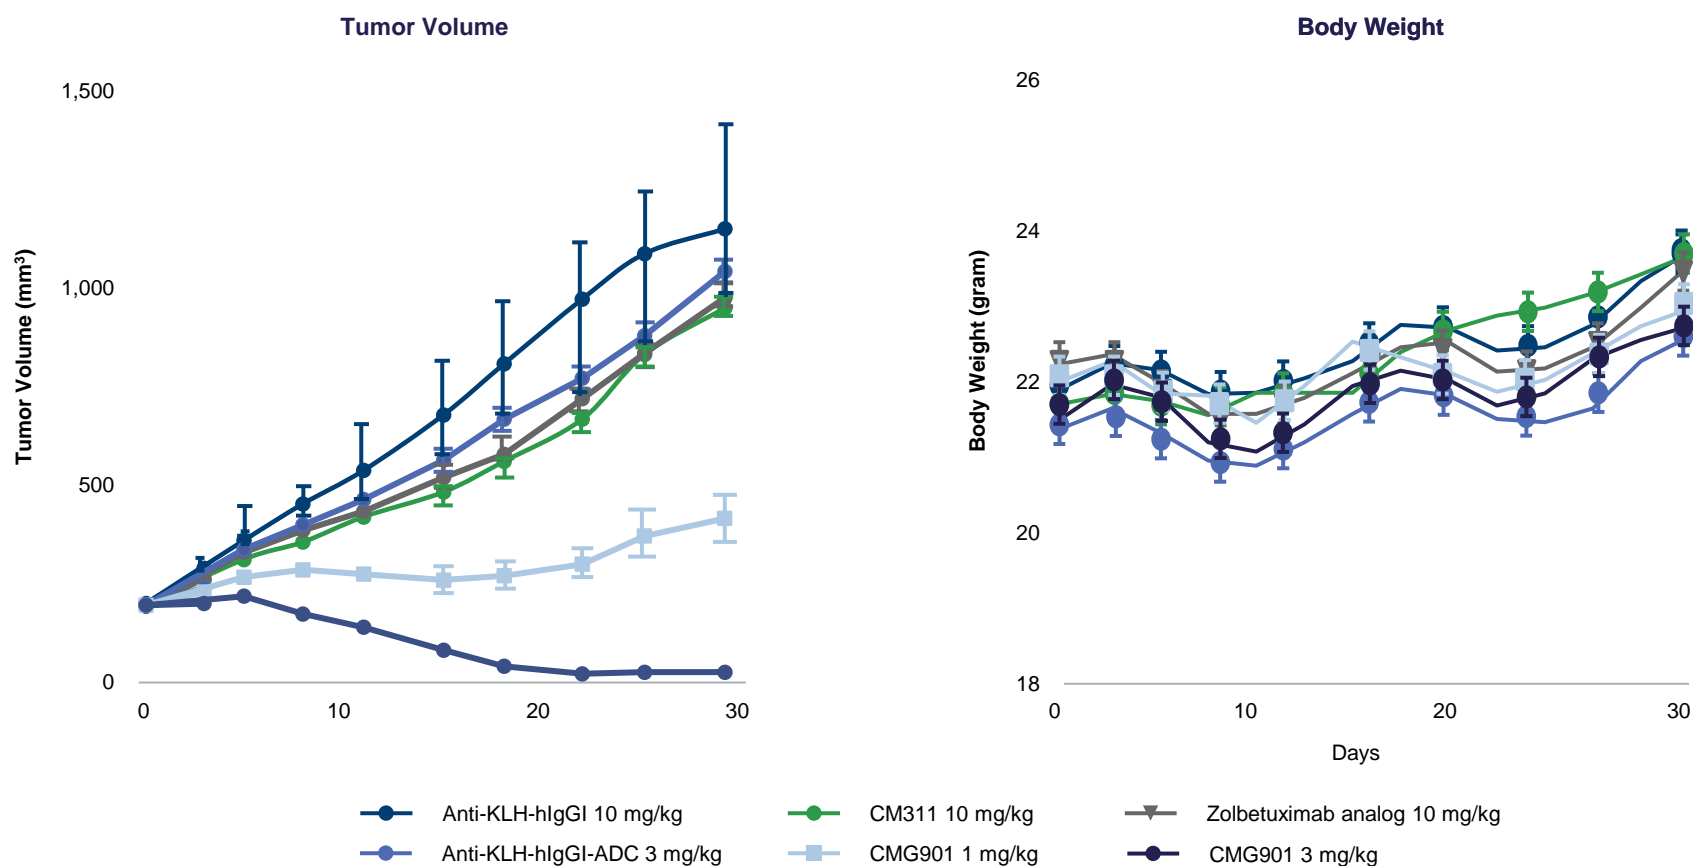 Tumor Volume
Body Weight
Tumor Volume (mm³)
1,500
1,000
500
0
0 10 20 30
Body Weight (gram)
26
24
22
20
18
0 10 20 30
Days
Anti-KLH-hlgGl 10 mg/kg
CM311 10 mg/kg
Zolbetuximab analog 10 mg/kg
Anti-KLH-hlgGl-ADC 3 mg/kg
CMG901 1 mg/kg
CMG901 3 mg/kg